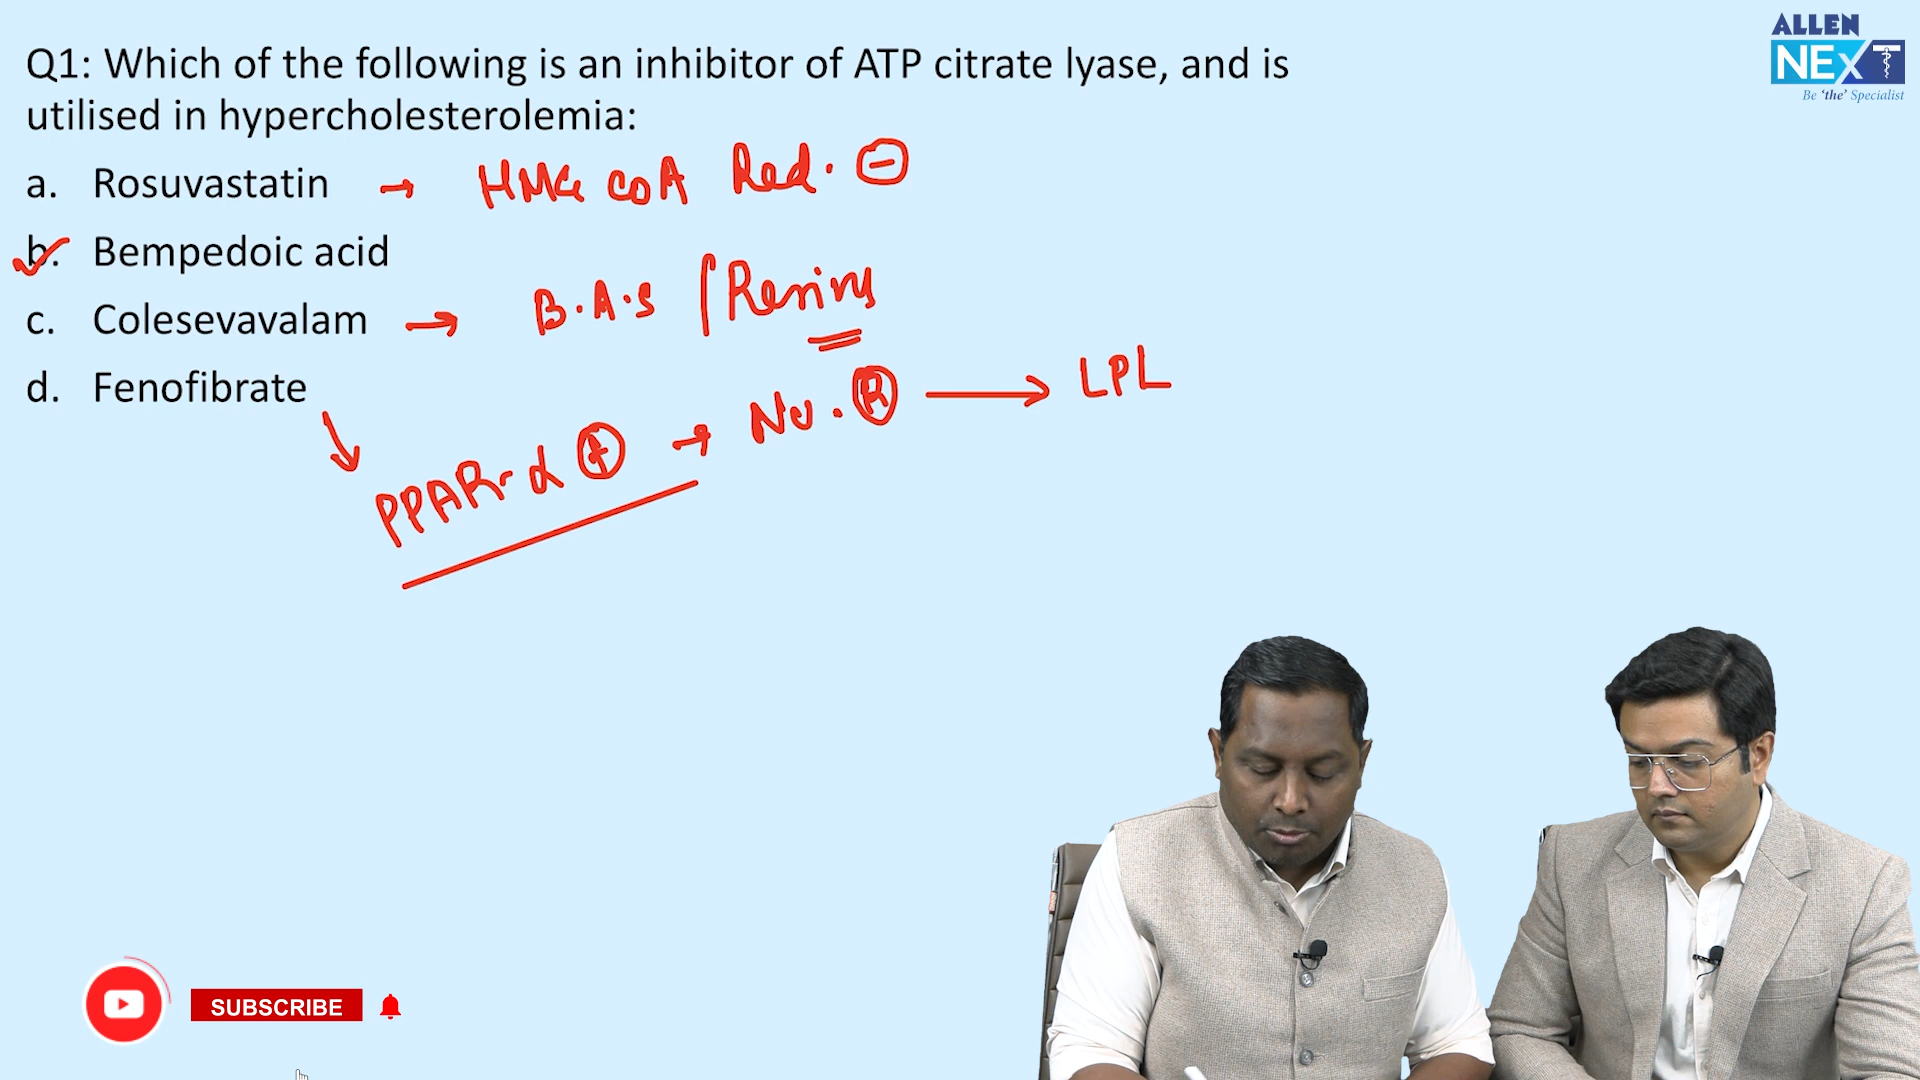 Q1: Which of the following is an inhibitor of ATP citrate lyase, and is
utilised in hypercholesterolemia:
a. Rosuvastatin → HMG CoA Red. ⊖
b. Bempedoic acid
c. Colesevavalam → B.A.S / Resins
d. Fenofibrate
↓
PPAR-α ⊕ → Nu. Ⓡ → LPL
ALLEN
NExT
Be 'the' Specialist
SUBSCRIBE